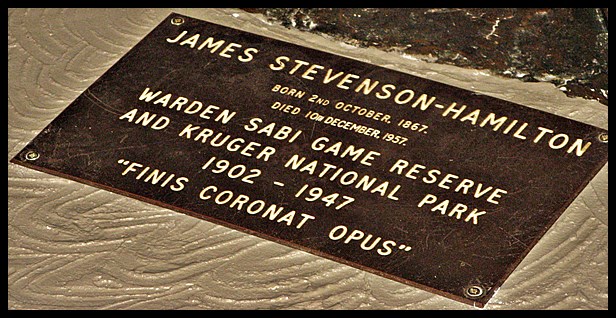 JAMES STEVENSON-HAMILTON
BORN 2ND OCTOBER. 1867.
DIED 10TH DECEMBER. 1957.
WARDEN SABI GAME RESERVE
AND KRUGER NATIONAL PARK
1902 - 1947
"FINIS CORONAT OPUS"